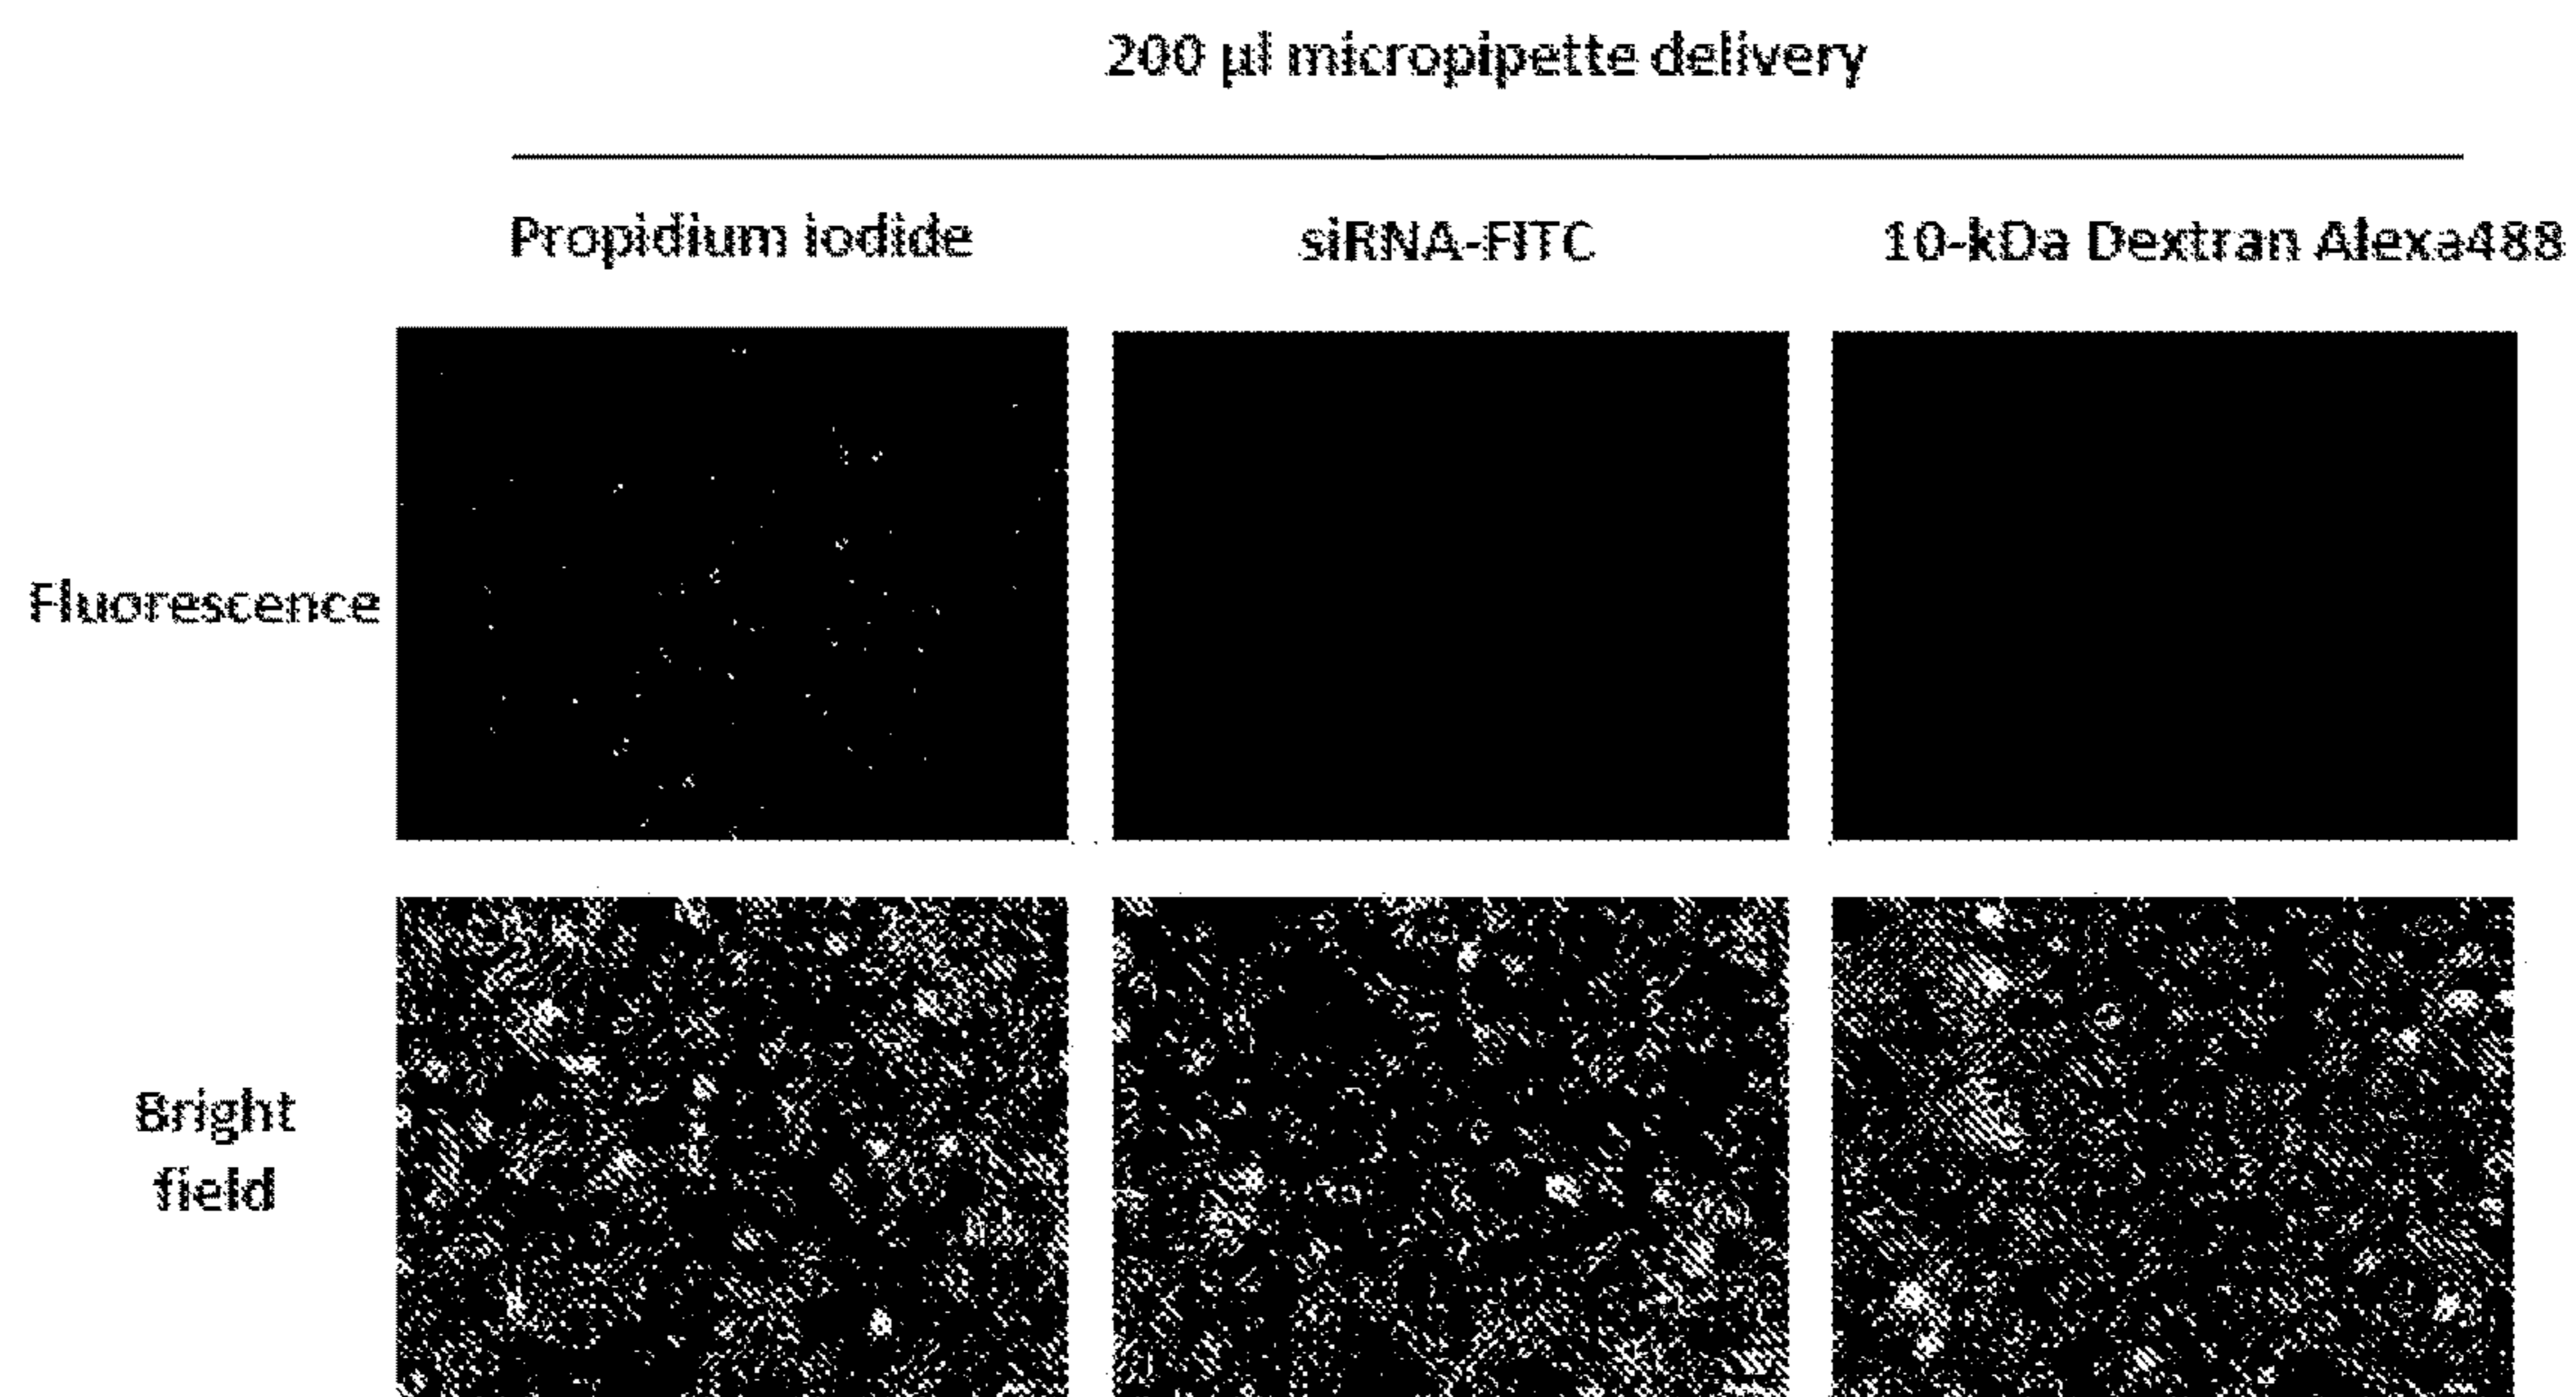 200 µl micropipette delivery
Propidium iodide siRNA-FITC 10-kDa Dextran Alexa488
Fluorescence
Bright
field